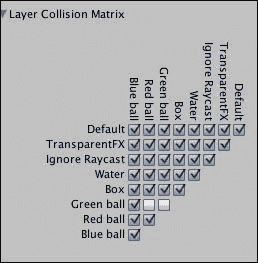 Layer Collision Matrix
Default
TransparentFX
Ignore Raycast
Water
Box
Green ball
Red ball
Blue ball
Default
TransparentFX
Ignore Raycast
Water
Box
Green ball
Red ball
Blue ball